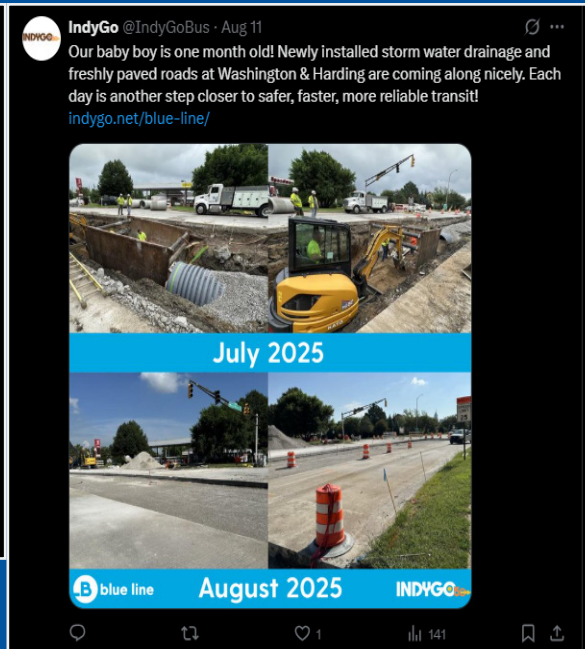 IndyGo @IndyGoBus · Aug 11
Our baby boy is one month old! Newly installed storm water drainage and
freshly paved roads at Washington & Harding are coming along nicely. Each
day is another step closer to safer, faster, more reliable transit!
indygo.net/blue-line/
July 2025
B blue line
August 2025
INDYGO
1
141